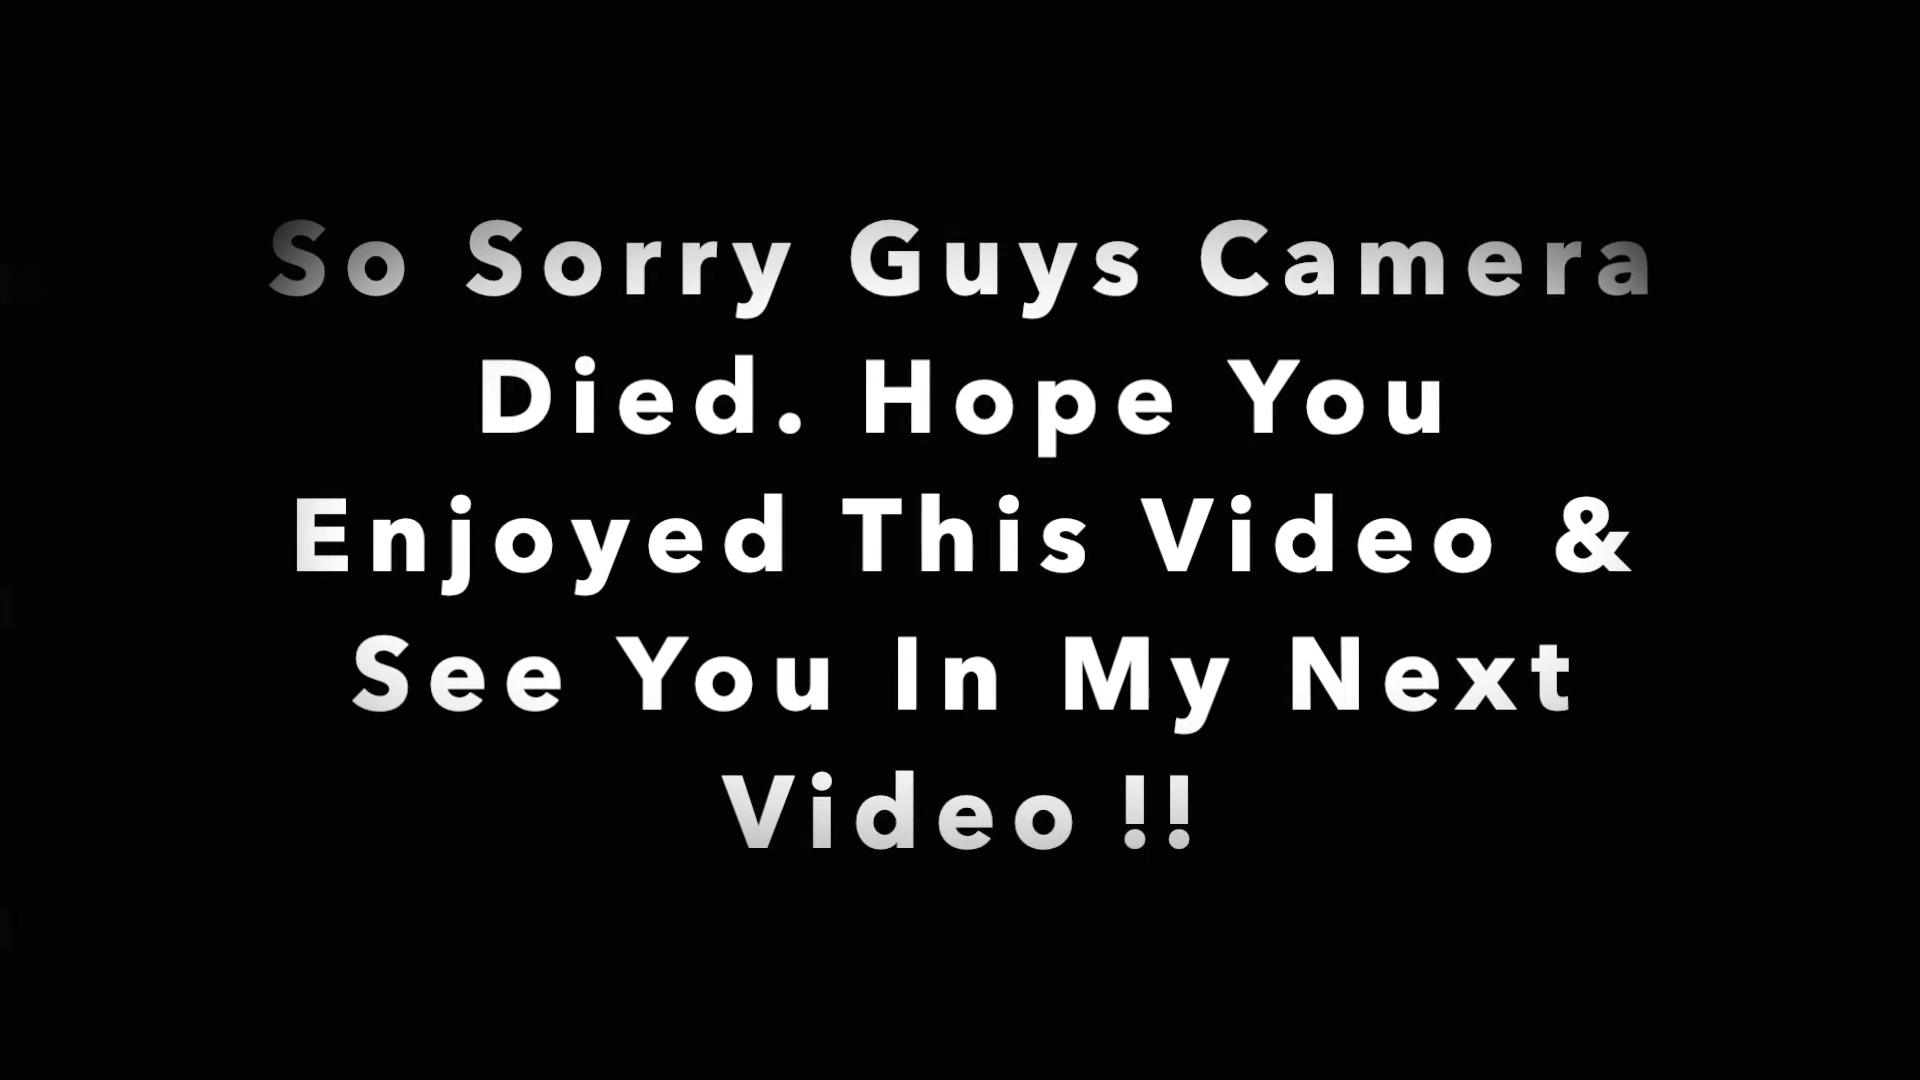 So Sorry Guys Camera
Died. Hope You
Enjoyed This Video &
See You In My Next
Video !!